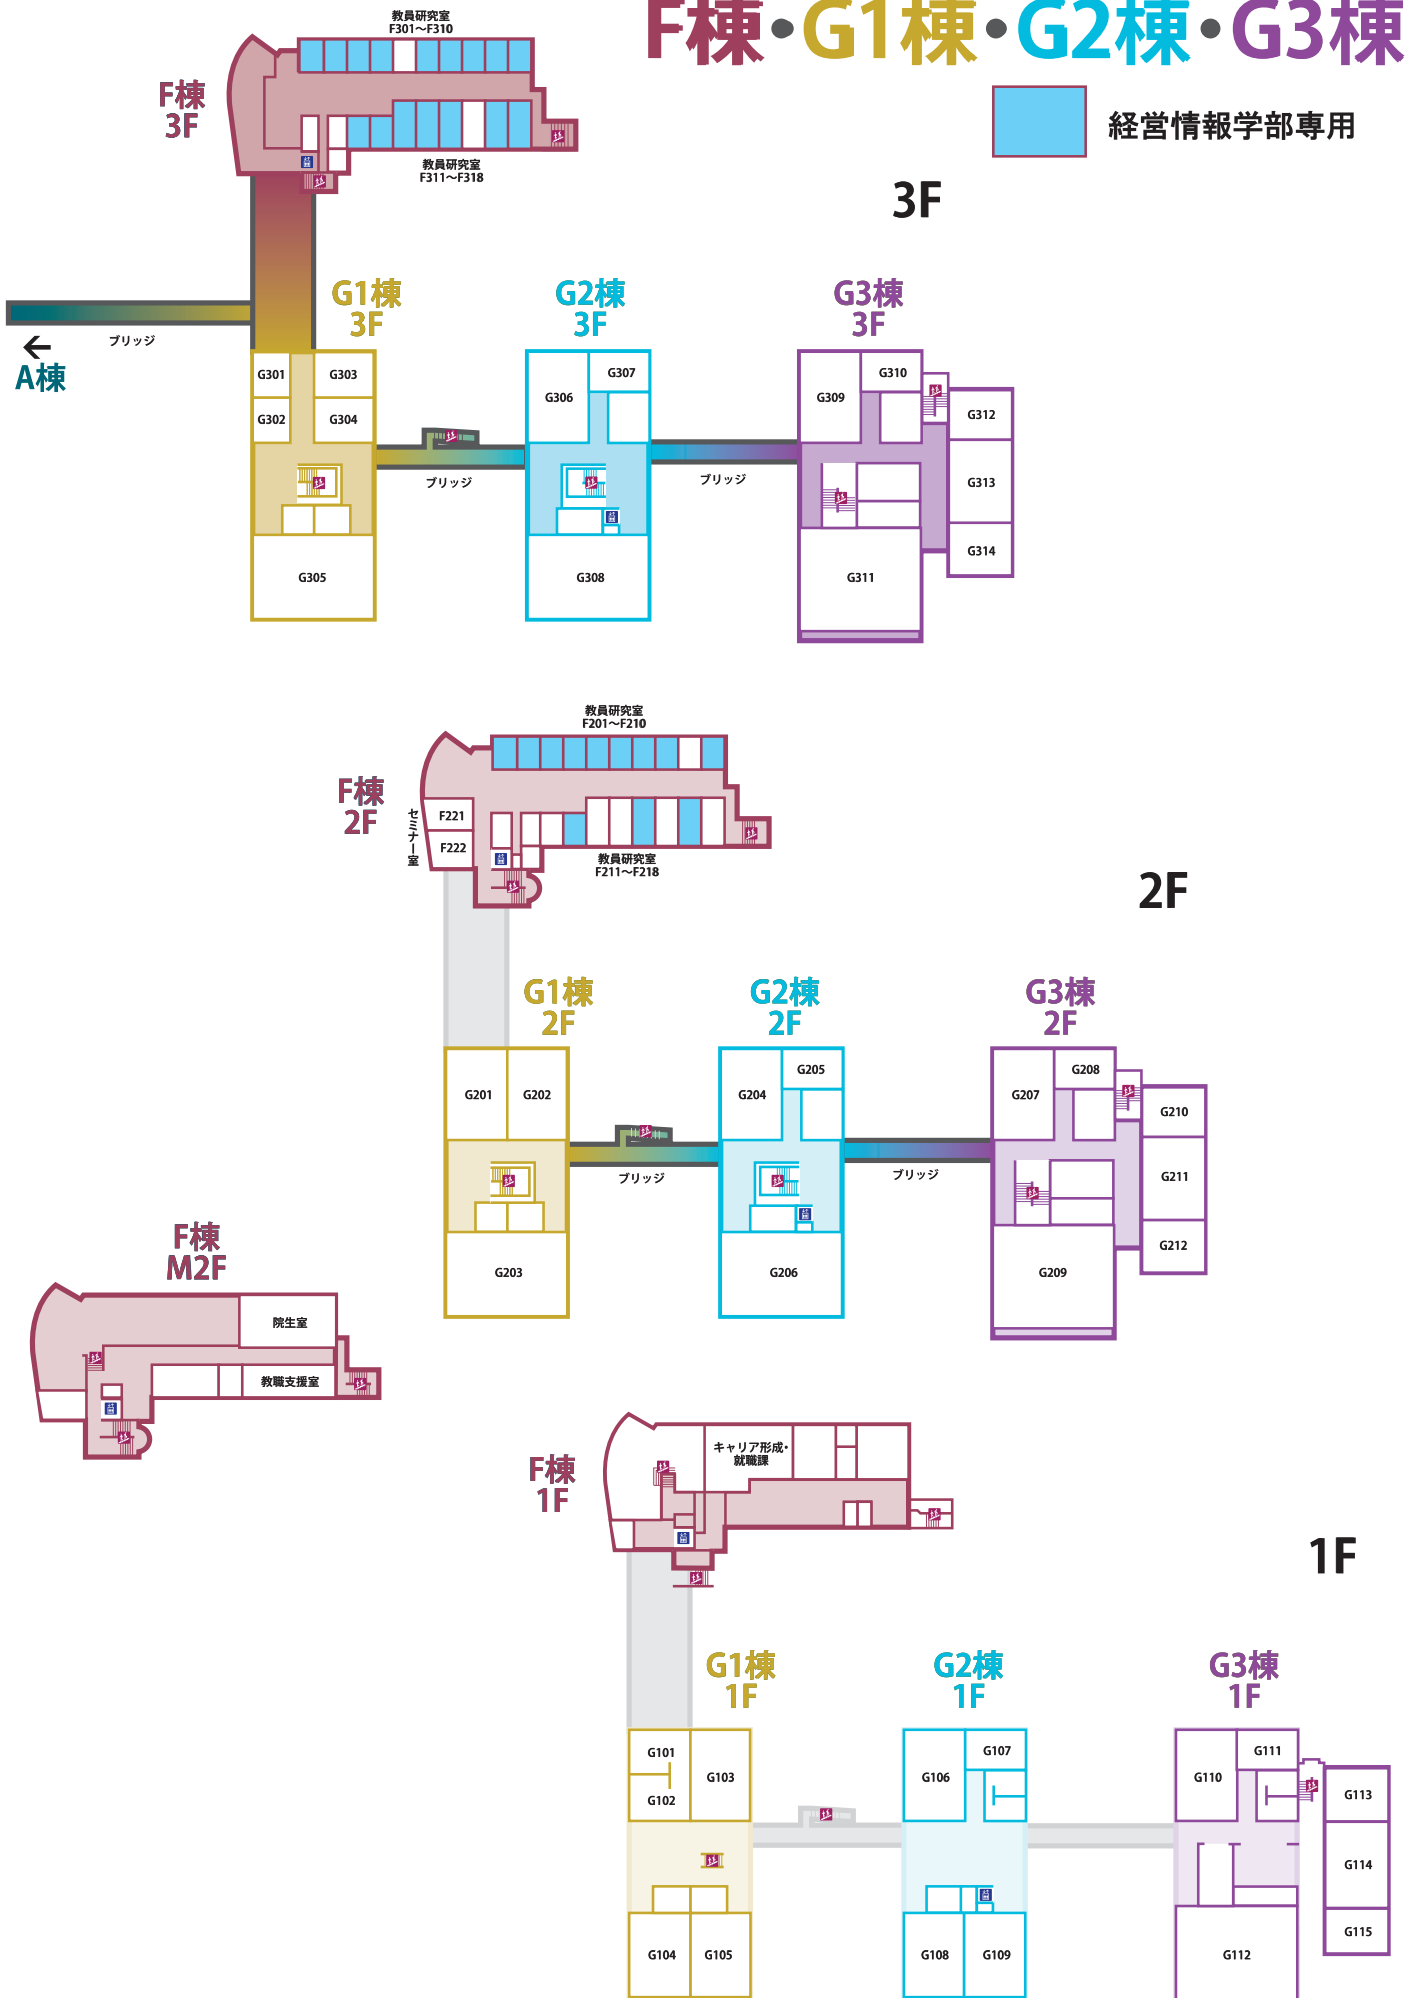 F棟・G1棟・G2棟・G3棟
経営情報学部専用
3F
教員研究室
F301～F310
F棟
3F
教員研究室
F311～F318
ブリッジ
A棟
G1棟
3F
G301
G303
G302
G304
G305
ブリッジ
G2棟
3F
G306
G307
G308
ブリッジ
G3棟
3F
G309
G310
G312
G313
G314
G311
2F
教員研究室
F201～F210
F棟
2F
セミナー室
F221
F222
教員研究室
F211～F218
G1棟
2F
G201
G202
G203
ブリッジ
G2棟
2F
G204
G205
G206
ブリッジ
G3棟
2F
G207
G208
G210
G211
G212
G209
F棟
M2F
院生室
教職支援室
1F
F棟
1F
キャリア形成・
就職課
G1棟
1F
G101
G102
G103
G104
G105
G2棟
1F
G106
G107
G108
G109
G3棟
1F
G110
G111
G113
G114
G115
G112